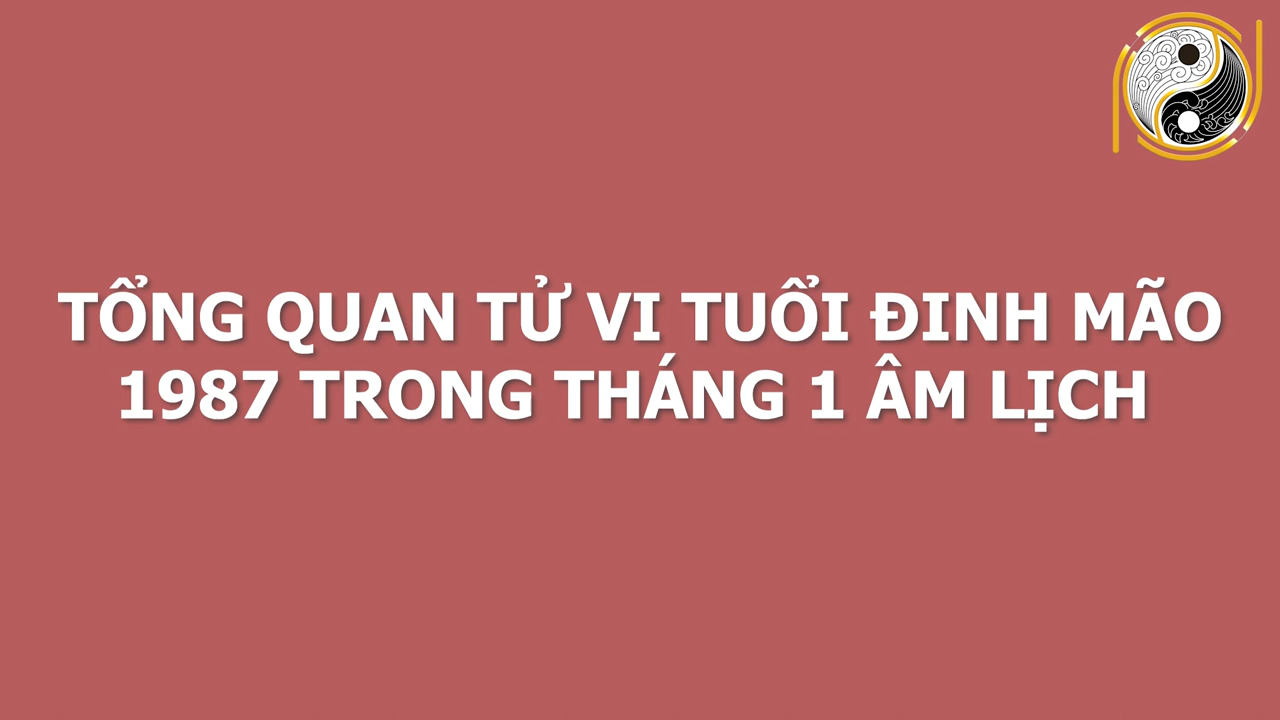 TỔNG QUAN TỬ VI TUỔI ĐINH MÃO
1987 TRONG THÁNG 1 ÂM LỊCH